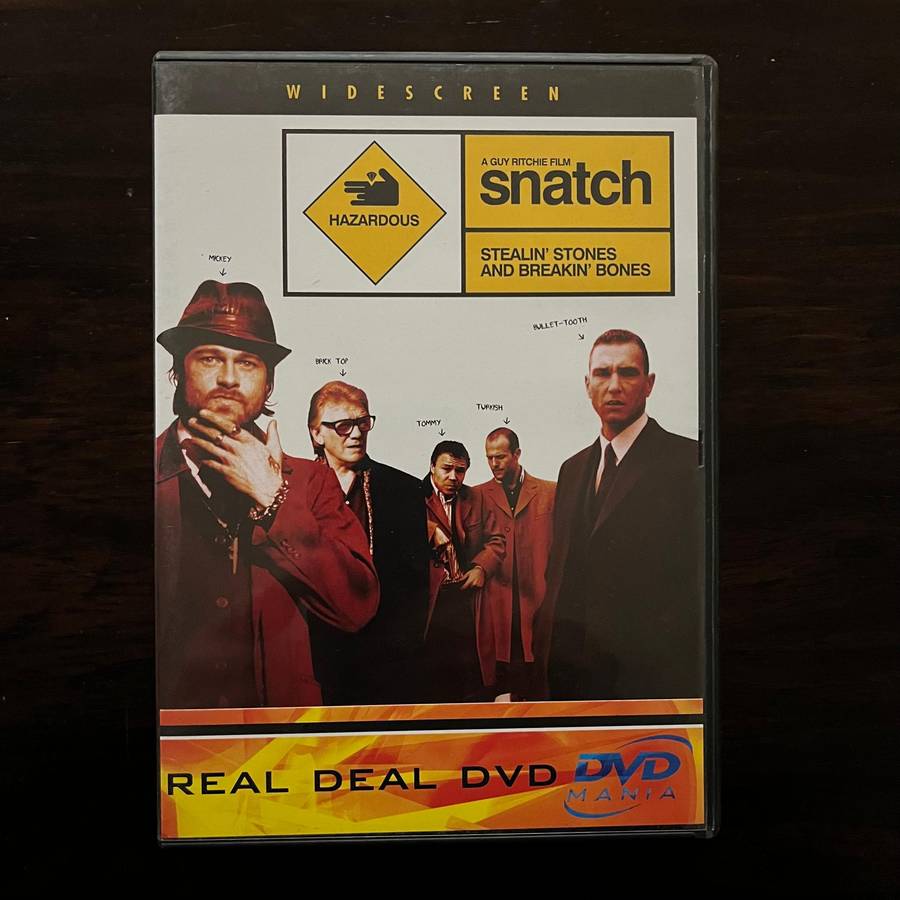 WIDESCREEN
A GUY RITCHIE FILM
snatch
HAZARDOUS
STEALIN' STONES
AND BREAKIN' BONES
MICKEY
BULLET-TOOTH
BRICK TOP
TURKISH
TOMMY
REAL DEAL DVD
DVD
MANIA